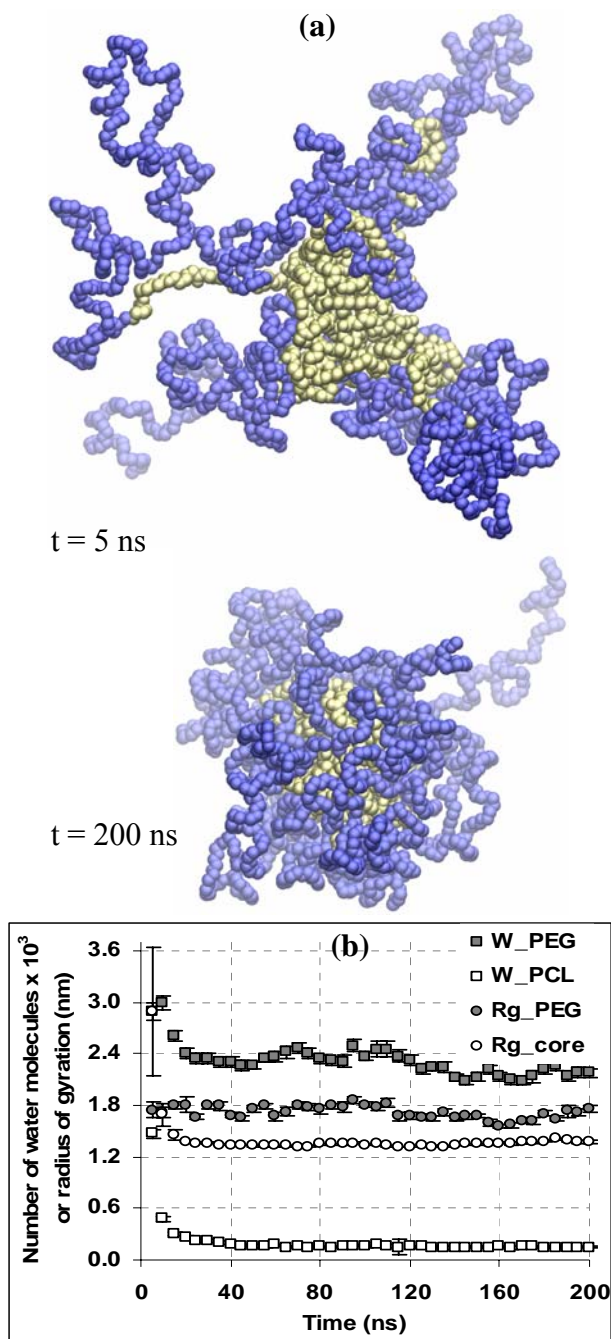 (a)
t = 5 ns
t = 200 ns
(b)
Number of water molecules x 10³
or radius of gyration (nm)
3.6
3.0
2.4
1.8
1.2
0.6
0.0
W_PEG
W_PCL
Rg_PEG
Rg_core
0 40 80 120 160 200
Time (ns)